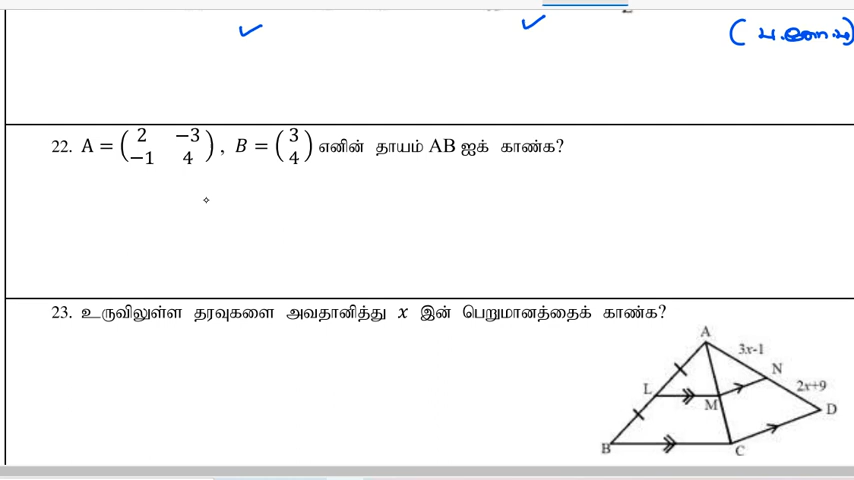 22. A = (2 −3 −1 4), B = (3 4) எனின் தாயம் AB ஐக் காண்க?
23. உருவிலுள்ள தரவுகளை அவதானித்து x இன் பெறுமானத்தைக் காண்க?
A
3x-1
N
L
2x+9
M
D
B
C